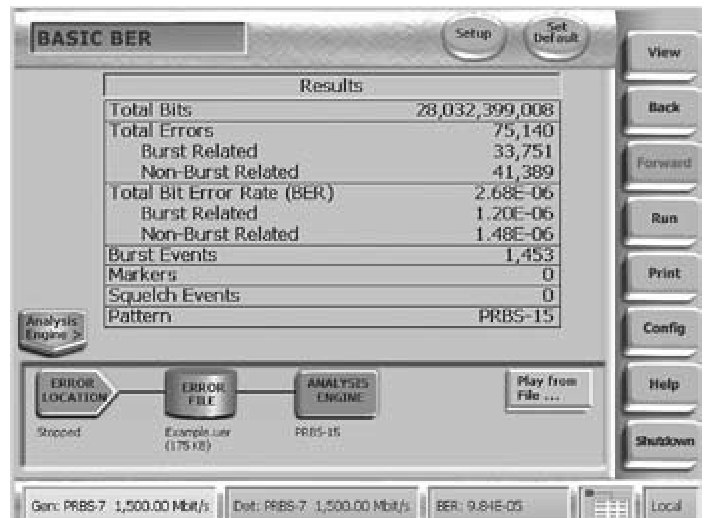 BASIC BER
Setup
Set
Default
View
Back
Forward
Run
Print
Config
Help
Shutdown
Results
Total Bits 28,032,399,008
Total Errors 75,140
Burst Related 33,751
Non-Burst Related 41,389
Total Bit Error Rate (BER) 2.68E-06
Burst Related 1.20E-06
Non-Burst Related 1.48E-06
Burst Events 1,453
Markers 0
Squelch Events 0
Pattern PRBS-15
Analysis
Engine >
ERROR
LOCATION
Stopped
ERROR
FILE
Example.uer
(175 KB)
ANALYSIS
ENGINE
PRBS-15
Play from
File ...
Gen: PRBS-7 1,500.00 Mbit/s
Det: PRBS-7 1,500.00 Mbit/s
BER: 9.84E-05
Local